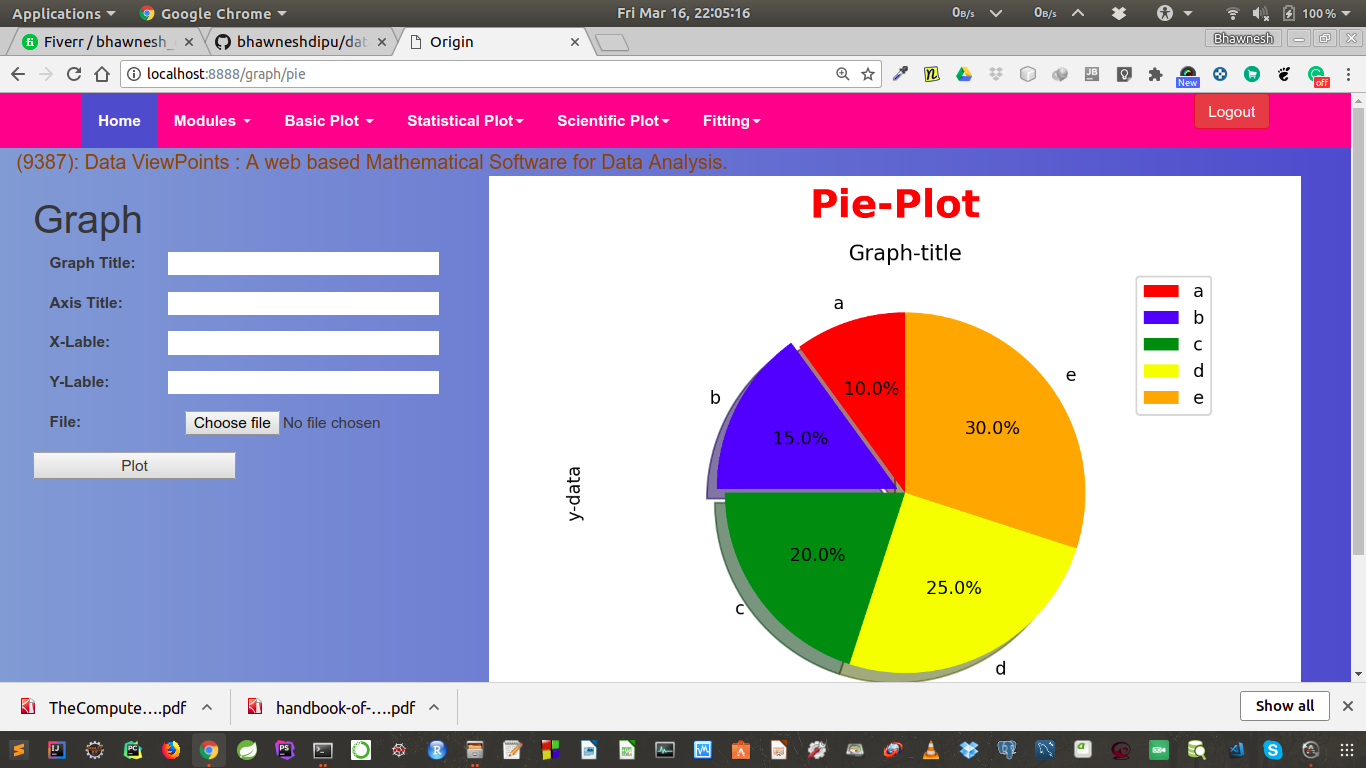 Applications Google Chrome Fri Mar 16, 22:05:16 0B/s 0B/s 100%
Fiverr / bhawnesh_ bhawneshdipu/dat Origin Bhawnesh
localhost:8888/graph/pie JB New off
Home Modules Basic Plot Statistical Plot Scientific Plot Fitting Logout
(9387): Data ViewPoints : A web based Mathematical Software for Data Analysis.
Graph
Graph Title:
Axis Title:
X-Lable:
Y-Lable:
File: Choose file No file chosen
Plot
Pie-Plot
Graph-title
a
b
c
d
e
10.0%
15.0%
20.0%
25.0%
30.0%
y-data
a
b
c
d
e
TheCompute....pdf handbook-of-....pdf Show all